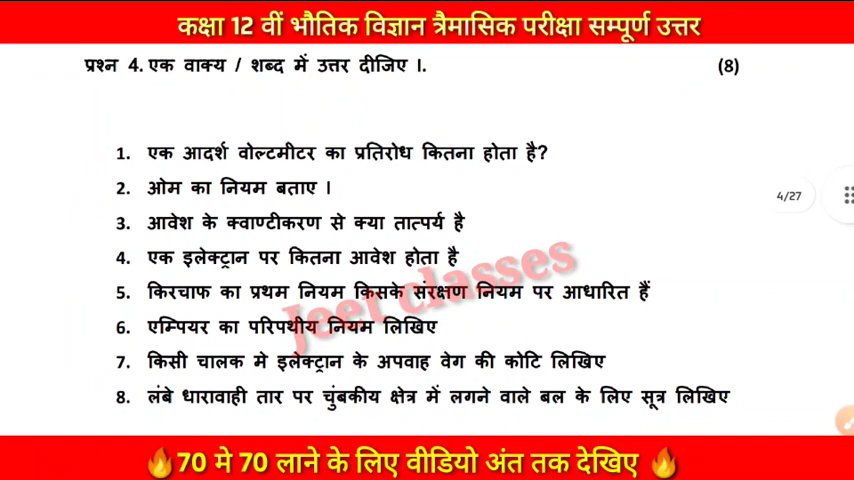 कक्षा 12 वीं भौतिक विज्ञान त्रैमासिक परीक्षा सम्पूर्ण उत्तर
प्रश्न 4. एक वाक्य / शब्द में उत्तर दीजिए ।. (8)
1. एक आदर्श वोल्टमीटर का प्रतिरोध कितना होता है?
2. ओम का नियम बताए ।
4/27
3. आवेश के क्वाण्टीकरण से क्या तात्पर्य है
4. एक इलेक्ट्रान पर कितना आवेश होता है
5. किरचाफ का प्रथम नियम किसके संरक्षण नियम पर आधारित हैं
Jeet classes
6. एम्पियर का परिपथीय नियम लिखिए
7. किसी चालक मे इलेक्ट्रान के अपवाह वेग की कोटि लिखिए
8. लंबे धारावाही तार पर चुंबकीय क्षेत्र में लगने वाले बल के लिए सूत्र लिखिए
🔥70 मे 70 लाने के लिए वीडियो अंत तक देखिए 🔥